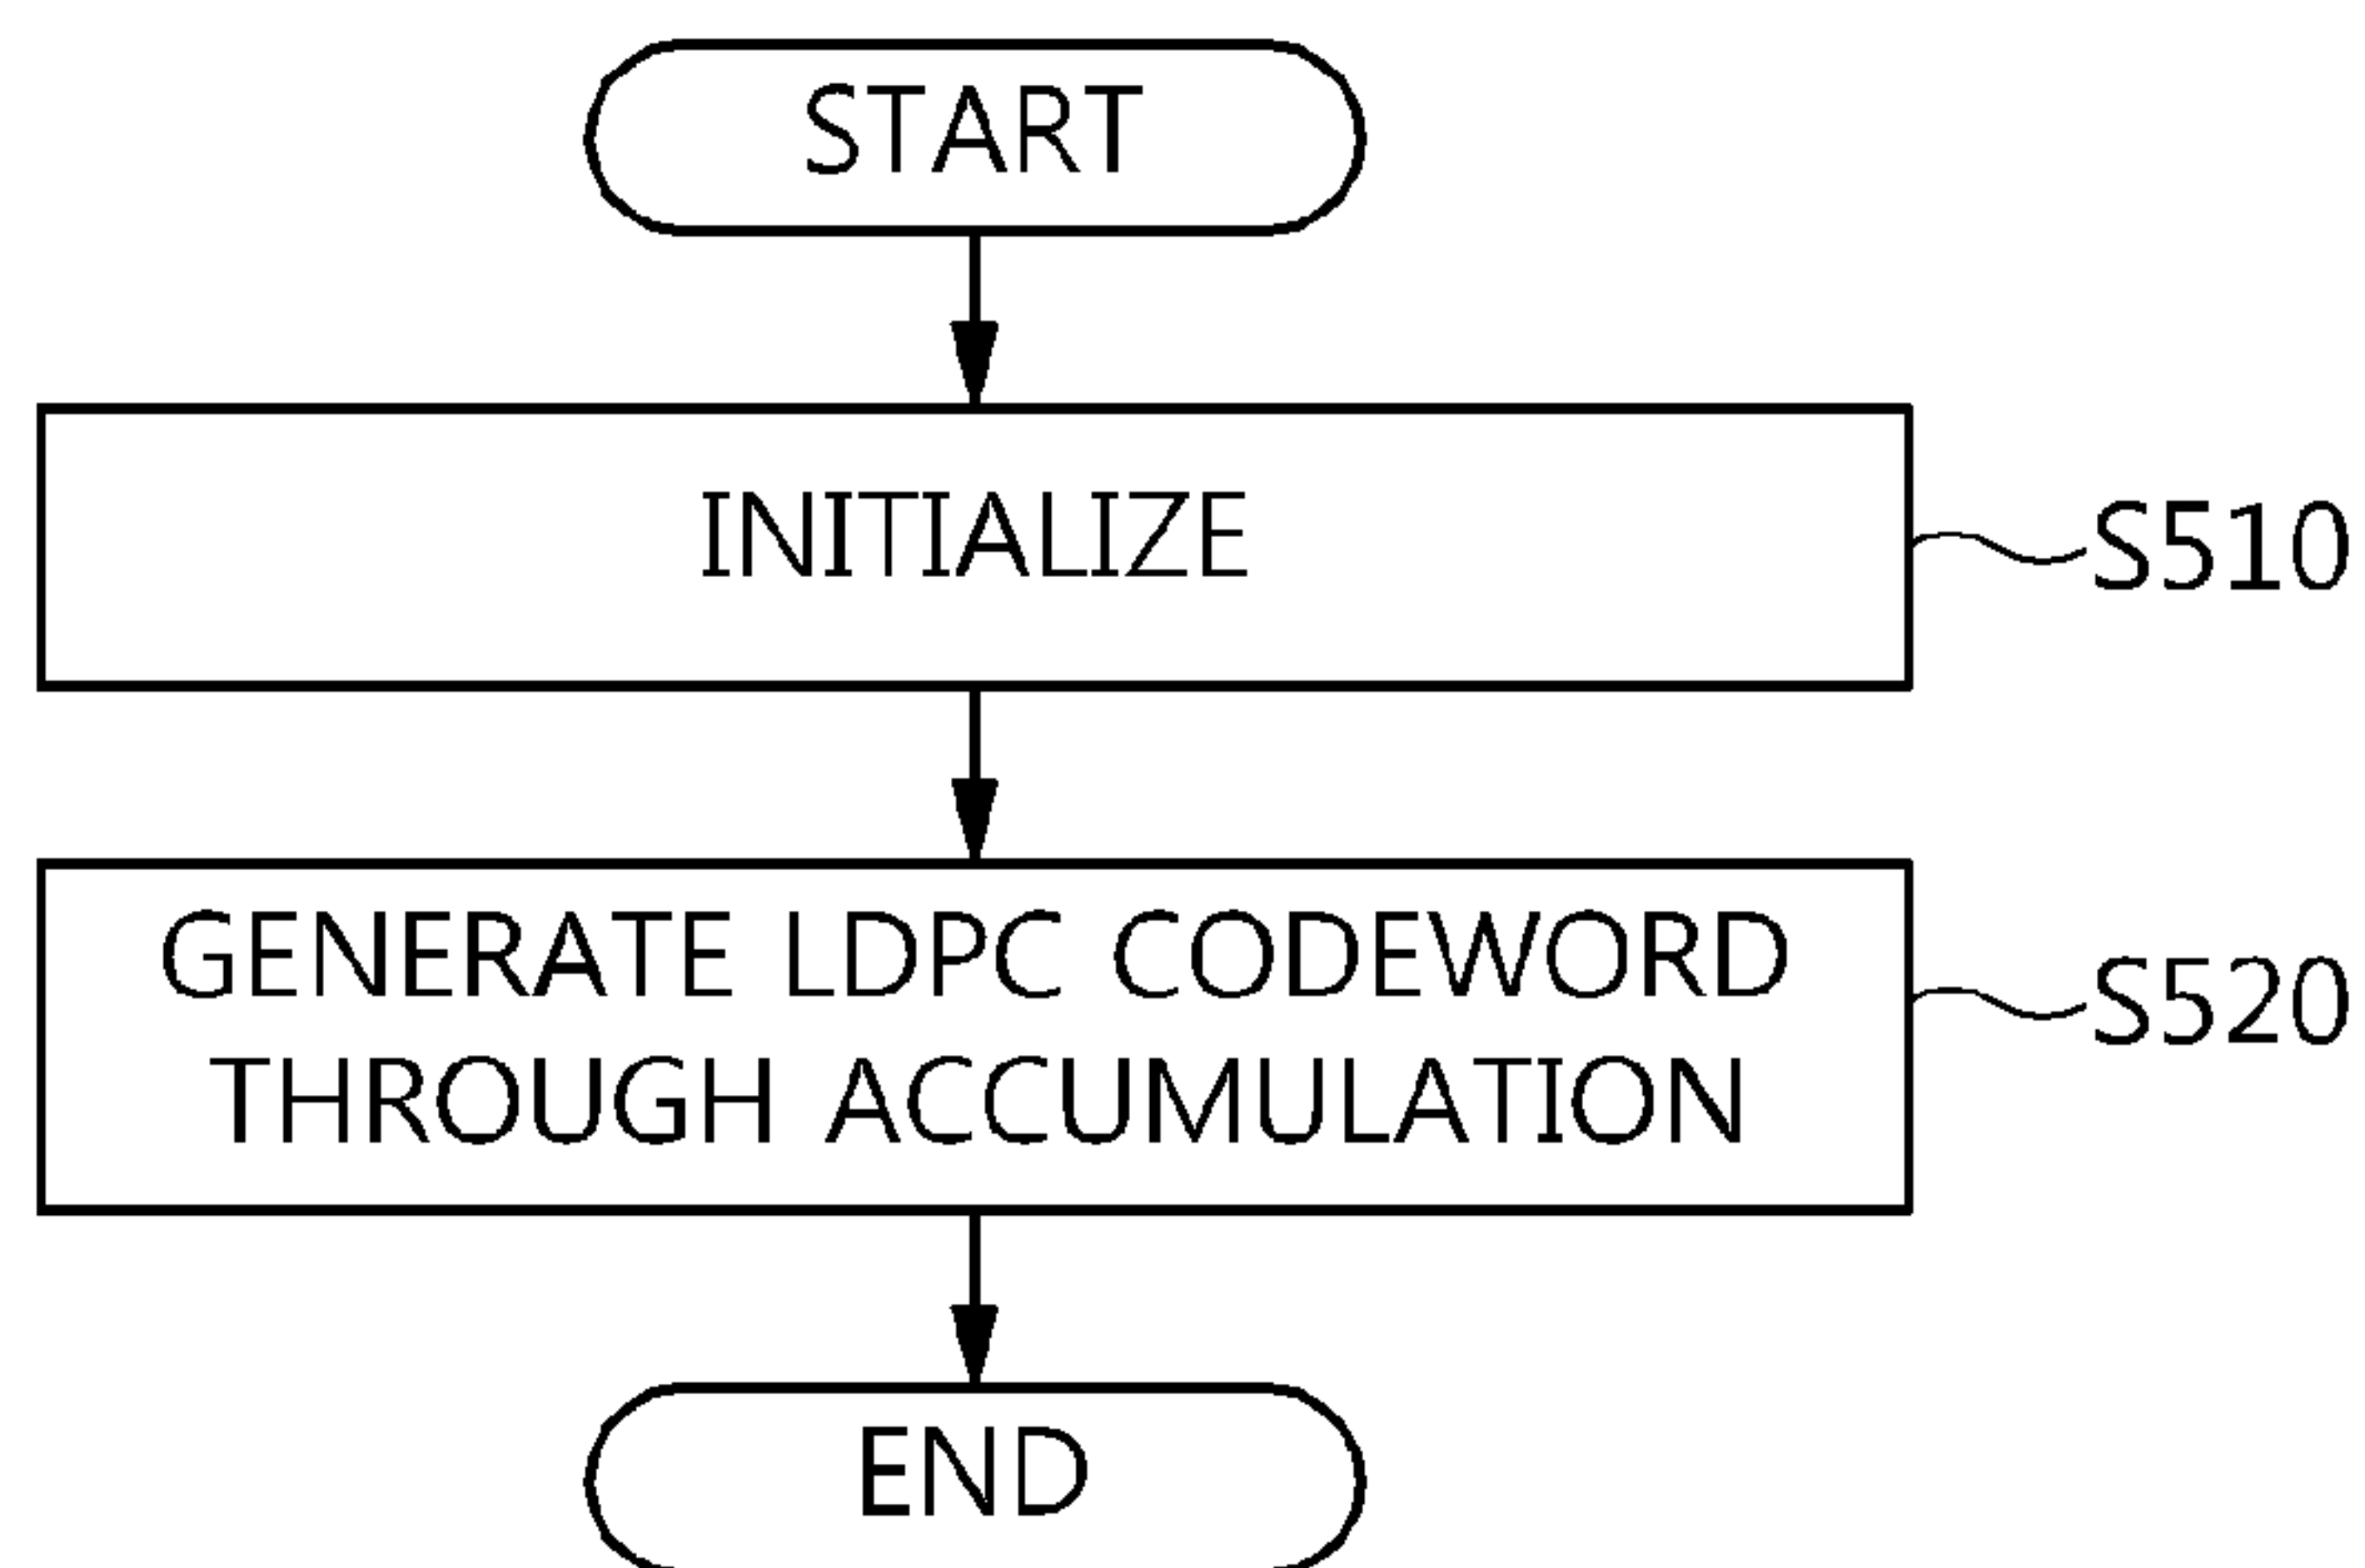 START
INITIALIZE
S510
GENERATE LDPC CODEWORD
THROUGH ACCUMULATION
S520
END